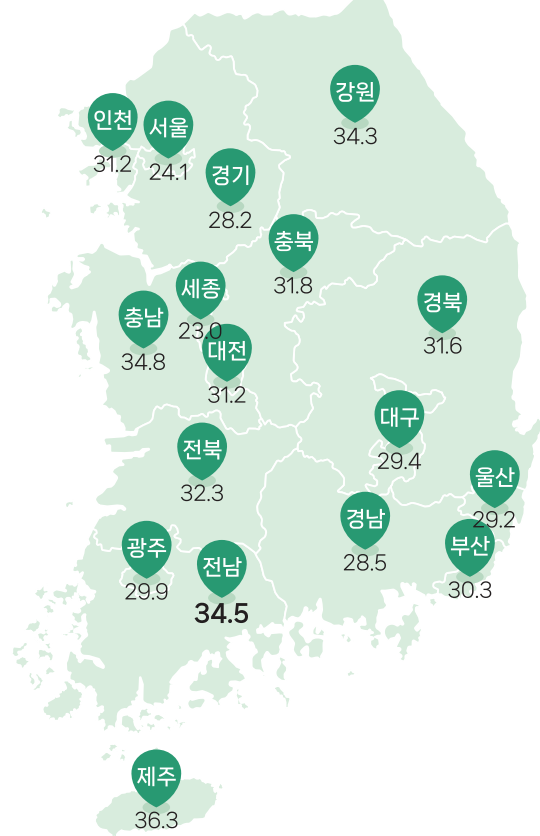 강원
34.3
인천
31.2
서울
24.1
경기
28.2
충북
31.8
세종
23.0
경북
31.6
충남
34.8
대전
31.2
대구
29.4
전북
32.3
울산
29.2
경남
28.5
부산
30.3
광주
29.9
전남
34.5
제주
36.3